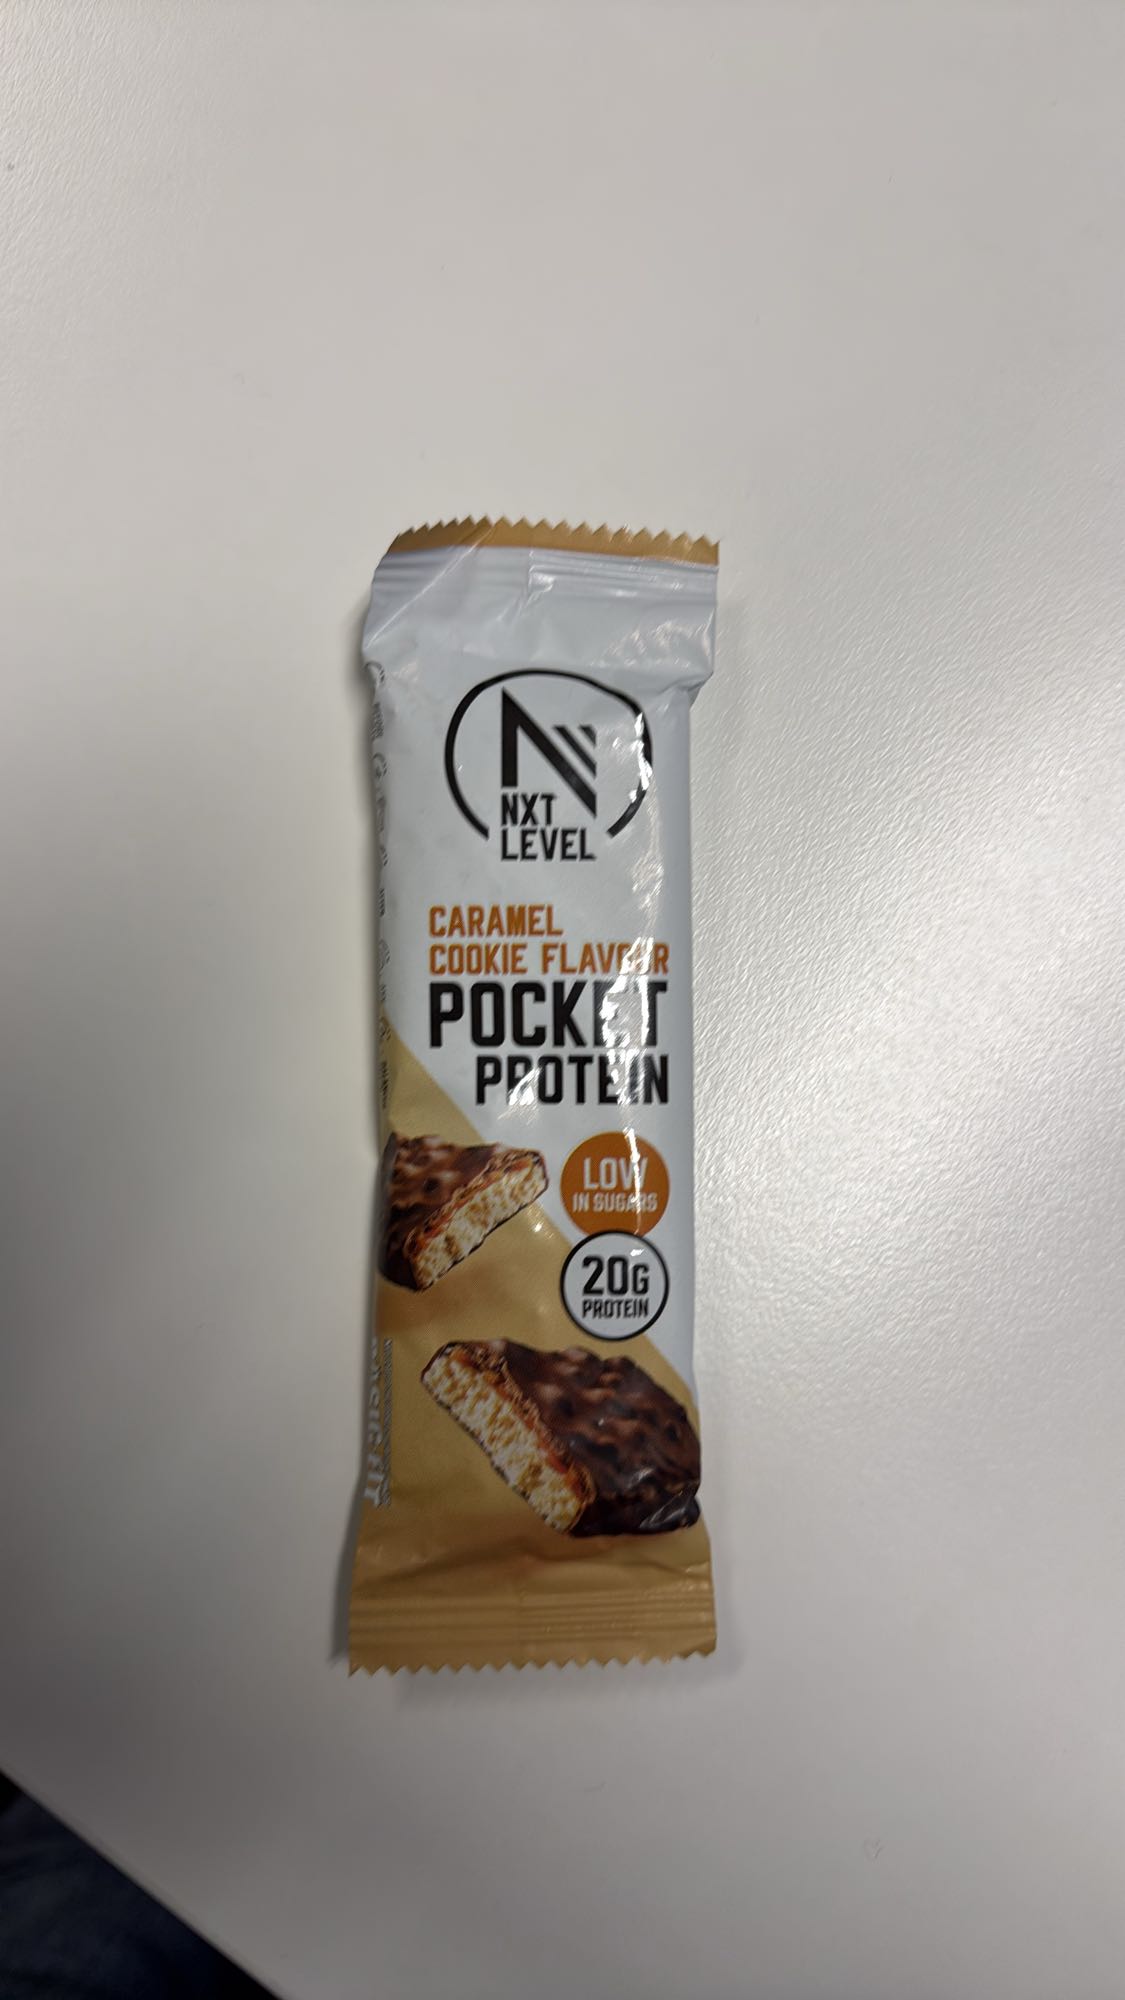 NXT
LEVEL
CARAMEL
COOKIE FLAVOUR
POCKET
PROTEIN
LOW
IN SUGARS
20G
PROTEIN